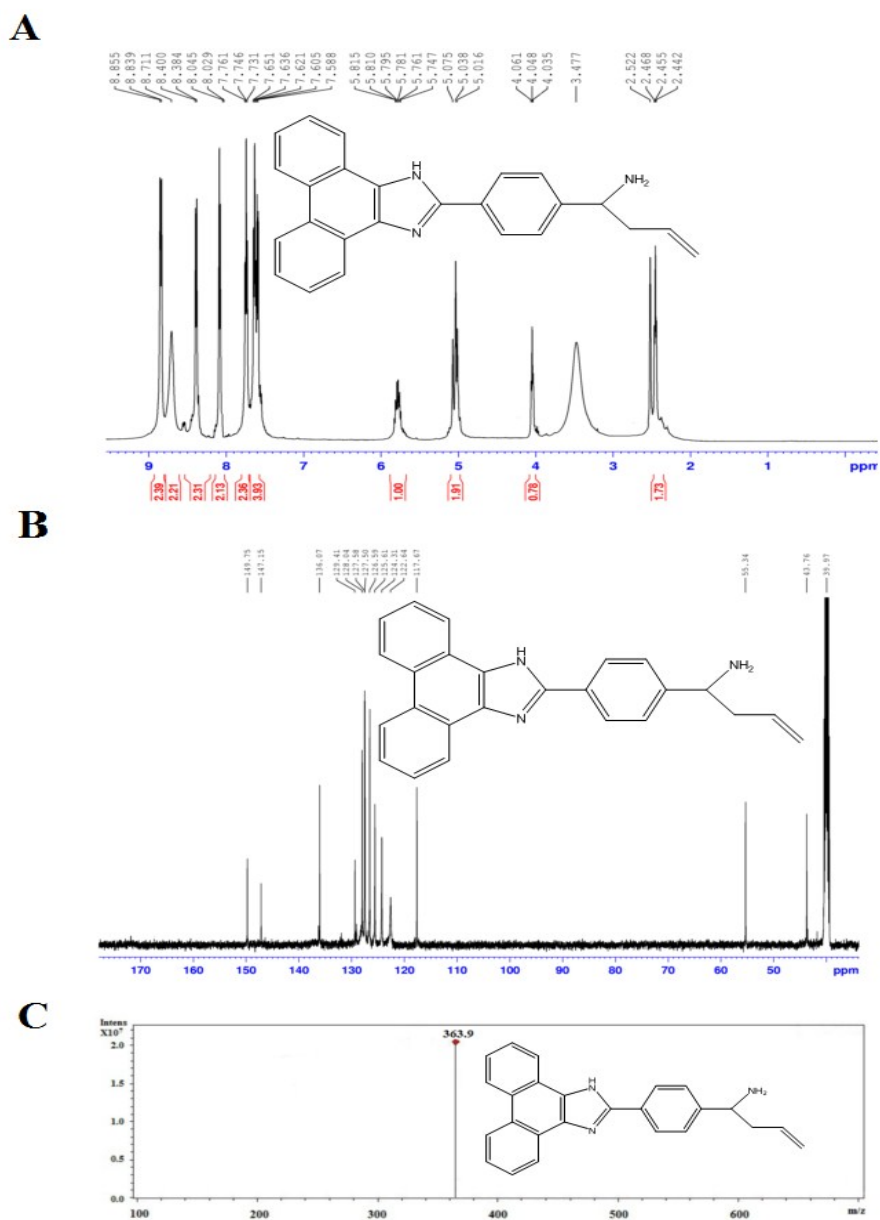 A
8.855 8.839 8.711 8.400 8.384 8.045 8.029 7.761 7.746 7.731 7.651 7.636 7.621 7.605 7.588 5.815 5.810 5.795 5.781 5.761 5.747 5.075 5.038 5.016 4.061 4.048 4.035 3.477 2.522 2.468 2.455 2.442
H
N
N
NH2
9 8 7 6 5 4 3 2 1 ppm
2.39 2.21 2.31 2.13 2.36 3.93 1.00 1.91 0.78 1.73
B
149.75 147.15 136.07 129.41 128.04 127.58 127.50 126.59 125.61 124.31 122.64 117.67 55.34 43.76 39.97
H
N
N
NH2
170 160 150 140 130 120 110 100 90 80 70 60 50 ppm
C
Intens
X10⁷
363.9
2.0
1.5
1.0
0.5
0.0
H
N
N
NH2
100 200 300 400 500 600 m/z